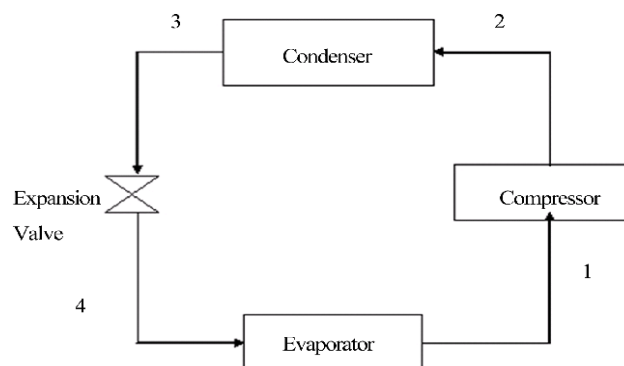 3
2
Condenser
Expansion
Valve
Compressor
1
4
Evaporator